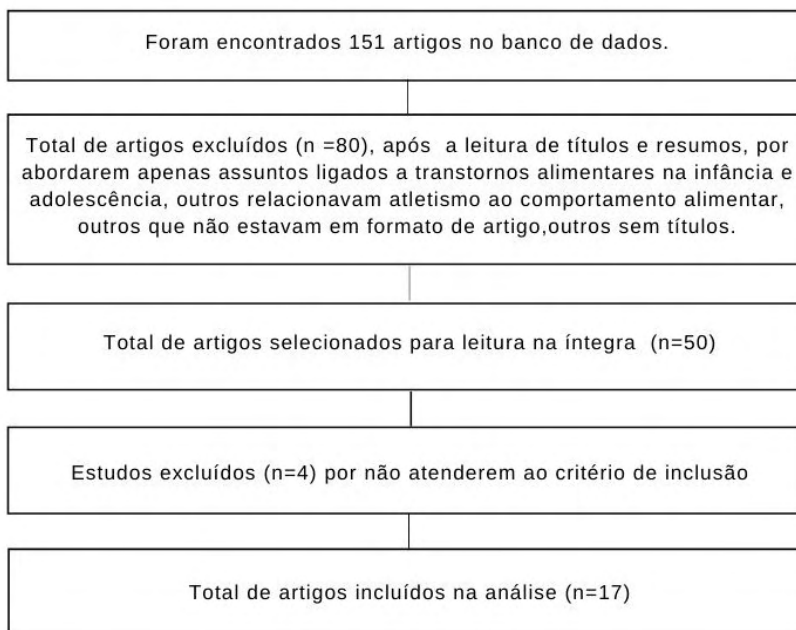 Foram encontrados 151 artigos no banco de dados.
Total de artigos excluídos (n =80), após a leitura de títulos e resumos, por
abordarem apenas assuntos ligados a transtornos alimentares na infância e
adolescência, outros relacionavam atletismo ao comportamento alimentar,
outros que não estavam em formato de artigo,outros sem títulos.
Total de artigos selecionados para leitura na íntegra (n=50)
Estudos excluídos (n=4) por não atenderem ao critério de inclusão
Total de artigos incluídos na análise (n=17)